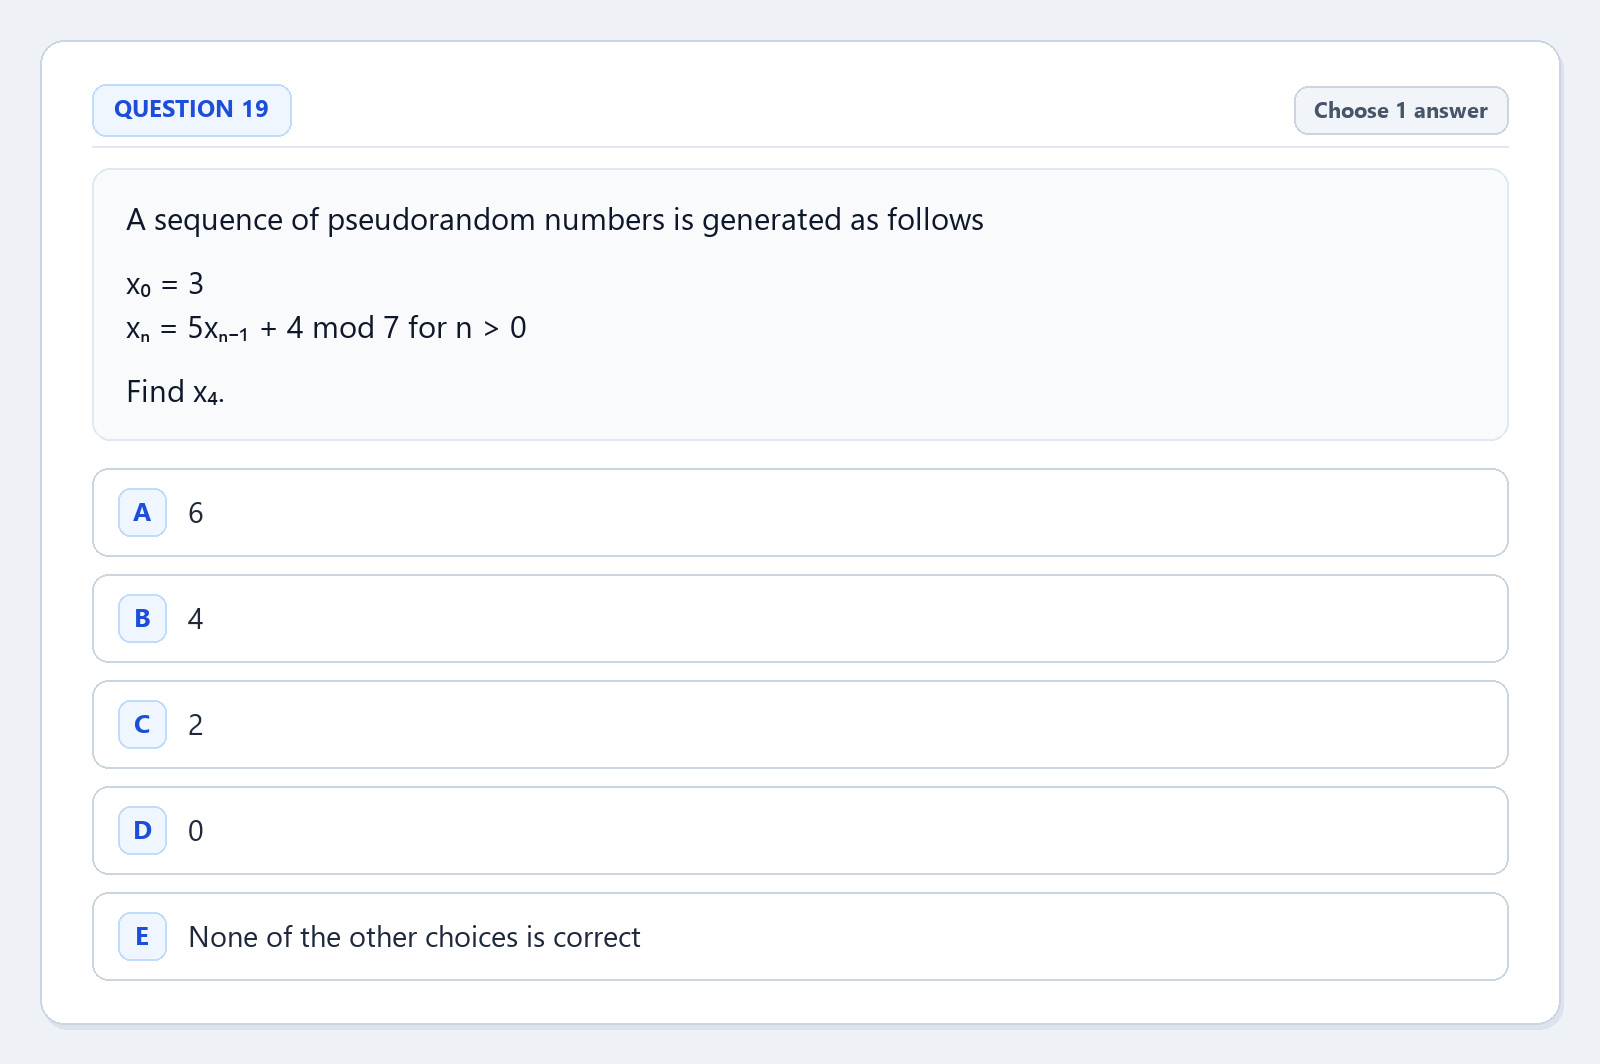 QUESTION 19
Choose 1 answer
A sequence of pseudorandom numbers is generated as follows
x₀ = 3
xₙ = 5xₙ₋₁ + 4 mod 7 for n > 0
Find x₄.
A 6
B 4
C 2
D 0
E None of the other choices is correct